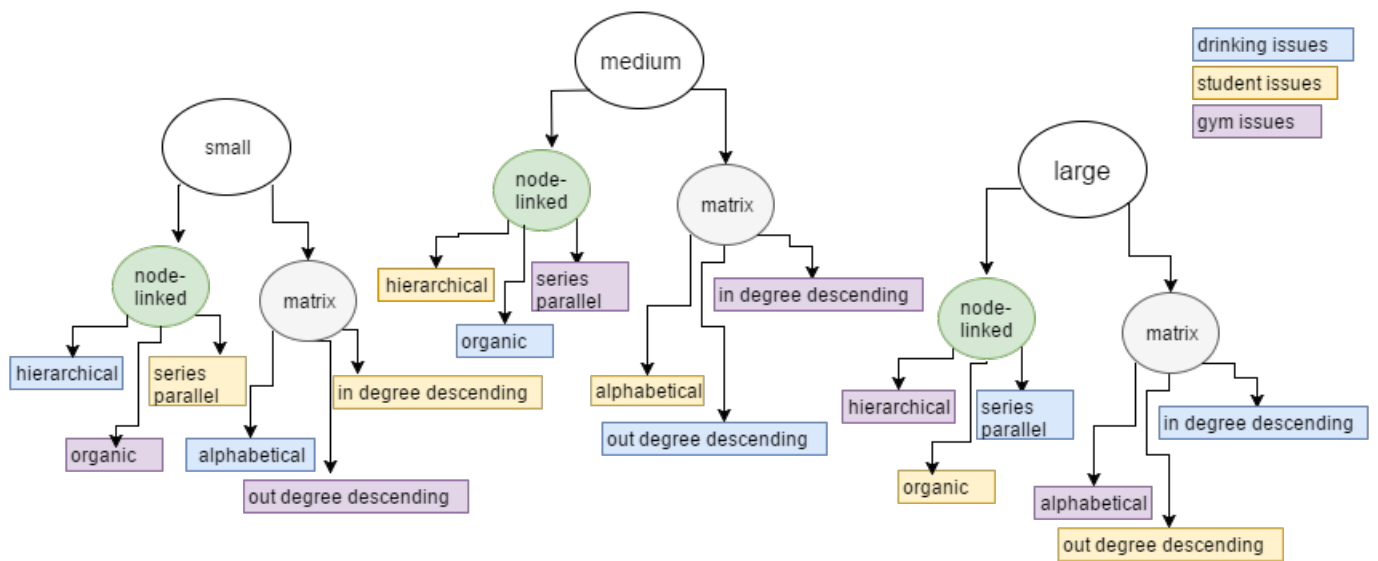 medium
drinking issues
student issues
gym issues
small
large
node-
linked
matrix
node-
linked
matrix
hierarchical
series
parallel
in degree descending
organic
alphabetical
out degree descending
hierarchical
series
parallel
in degree descending
organic
alphabetical
out degree descending
node-
linked
matrix
hierarchical
series
parallel
in degree descending
organic
alphabetical
out degree descending